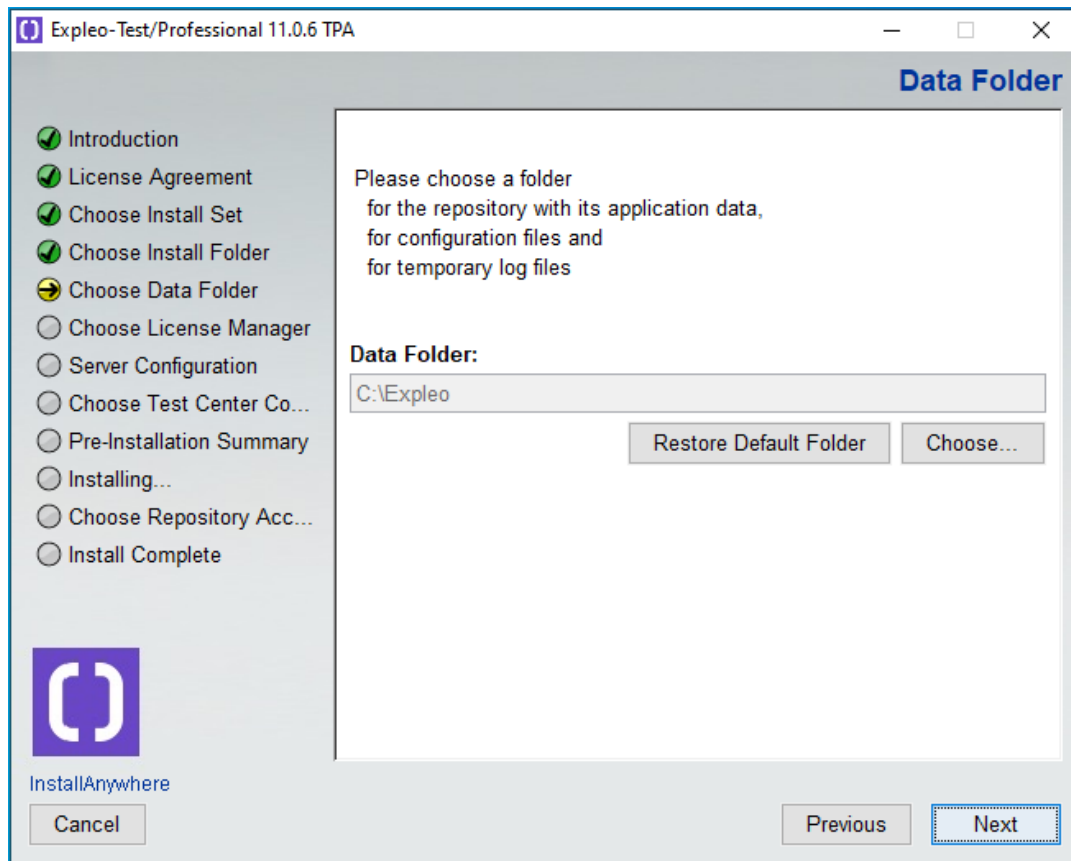 Expleo-Test/Professional 11.0.6 TPA
Data Folder
Introduction
License Agreement
Choose Install Set
Choose Install Folder
Choose Data Folder
Choose License Manager
Server Configuration
Choose Test Center Co...
Pre-Installation Summary
Installing...
Choose Repository Acc...
Install Complete
Please choose a folder
for the repository with its application data,
for configuration files and
for temporary log files
Data Folder:
C:\Expleo
Restore Default Folder
Choose...
InstallAnywhere
Cancel
Previous
Next